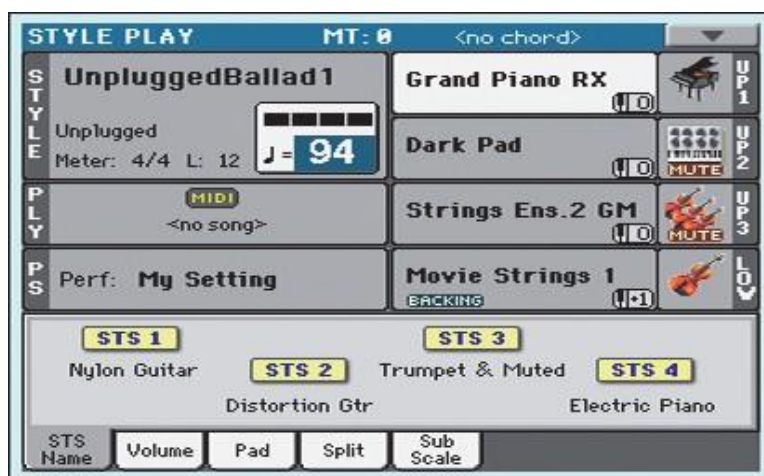 STYLE PLAY MT: 0 <no chord>
STYLE
UnpluggedBallad1
Unplugged
Meter: 4/4 L: 12 ♩= 94
Grand Piano RX
0
UP1
Dark Pad
0
MUTE
UP2
PLY
MIDI
<no song>
Strings Ens.2 GM
0
MUTE
UP3
PS
Perf: My Setting
Movie Strings 1
BACKING
+1
LOW
STS 1
Nylon Guitar
STS 2
Distortion Gtr
STS 3
Trumpet & Muted
STS 4
Electric Piano
STS Name
Volume
Pad
Split
Sub Scale